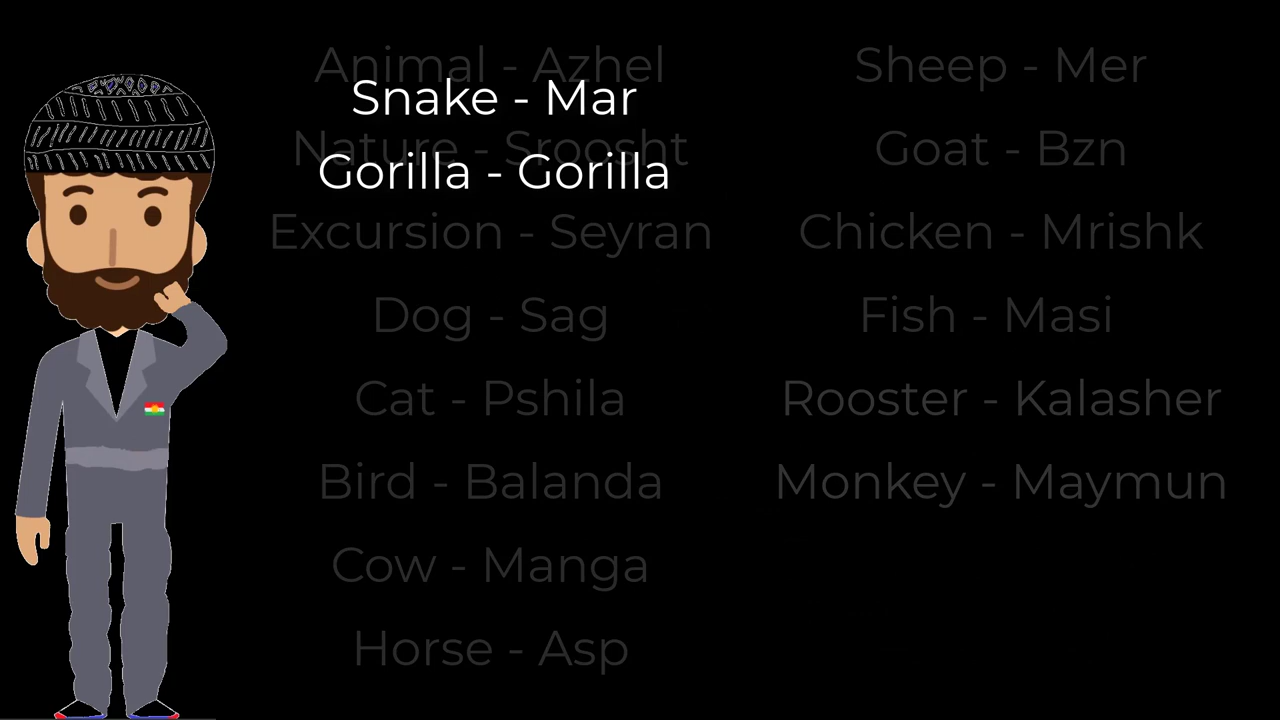 Animal - Azhel
Snake - Mar
Nature - Sroosht
Gorilla - Gorilla
Excursion - Seyran
Dog - Sag
Cat - Pshila
Bird - Balanda
Cow - Manga
Horse - Asp
Sheep - Mer
Goat - Bzn
Chicken - Mrishk
Fish - Masi
Rooster - Kalasher
Monkey - Maymun